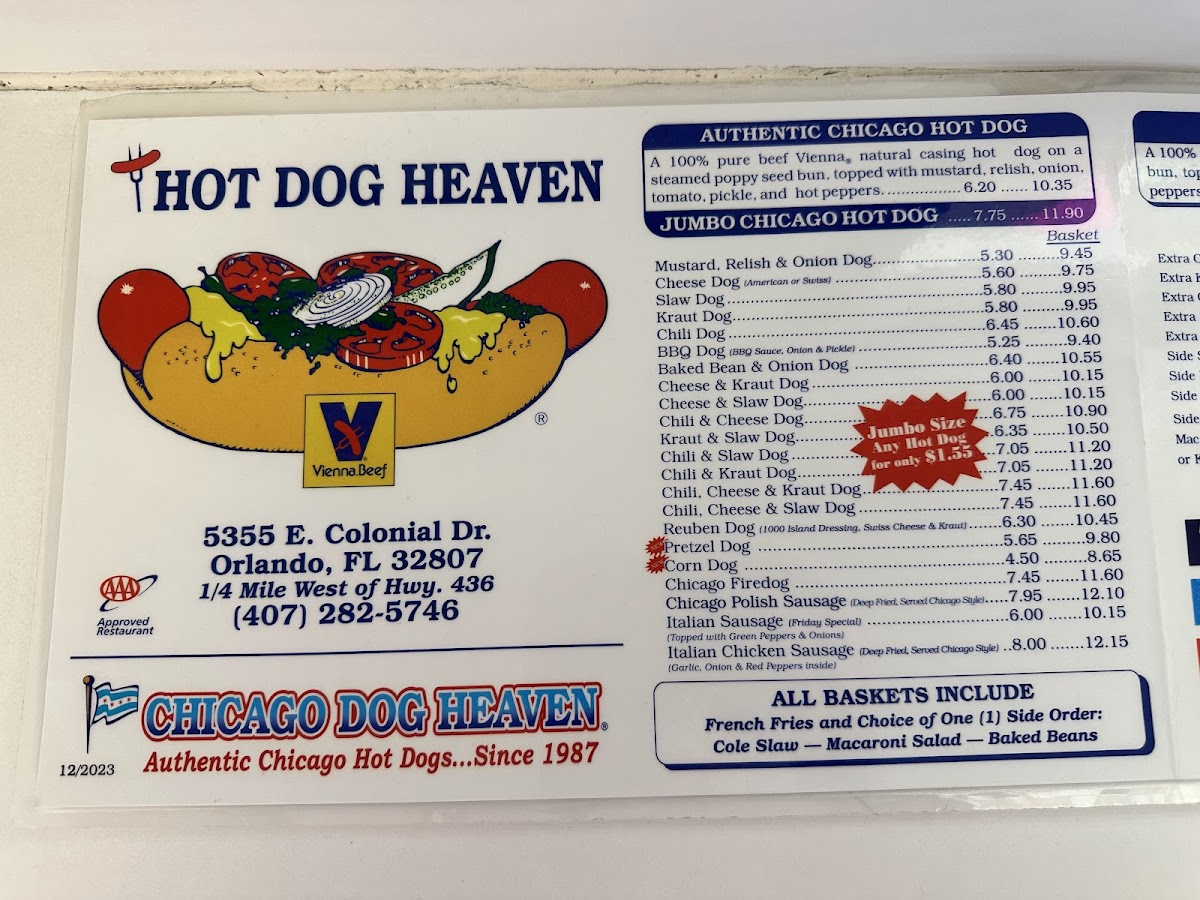 HOT DOG HEAVEN
®
V
Vienna Beef
5355 E. Colonial Dr.
Orlando, FL 32807
1/4 Mile West of Hwy. 436
(407) 282-5746
AAA
Approved
Restaurant
CHICAGO DOG HEAVEN®
Authentic Chicago Hot Dogs...Since 1987
12/2023
AUTHENTIC CHICAGO HOT DOG
A 100% pure beef Vienna® natural casing hot dog on a
steamed poppy seed bun, topped with mustard, relish, onion,
tomato, pickle, and hot peppers. 6.20 10.35
JUMBO CHICAGO HOT DOG 7.75 11.90
Basket
Mustard, Relish & Onion Dog 5.30 9.45
Cheese Dog (American or Swiss) 5.60 9.75
Slaw Dog 5.80 9.95
Kraut Dog 5.80 9.95
Chili Dog 6.45 10.60
BBQ Dog (BBQ Sauce, Onion & Pickle) 5.25 9.40
Baked Bean & Onion Dog 6.40 10.55
Cheese & Kraut Dog 6.00 10.15
Cheese & Slaw Dog 6.00 10.15
Chili & Cheese Dog 6.75 10.90
Kraut & Slaw Dog 6.35 10.50
Chili & Slaw Dog 7.05 11.20
Chili & Kraut Dog 7.05 11.20
Chili, Cheese & Kraut Dog 7.45 11.60
Chili, Cheese & Slaw Dog 7.45 11.60
Reuben Dog (1000 Island Dressing, Swiss Cheese & Kraut) 6.30 10.45
Pretzel Dog 5.65 9.80
Corn Dog 4.50 8.65
Chicago Firedog 7.45 11.60
Chicago Polish Sausage (Deep Fried, Served Chicago Style) 7.95 12.10
Italian Sausage (Friday Special) 6.00 10.15
(Topped with Green Peppers & Onions)
Italian Chicken Sausage (Deep Fried, Served Chicago Style) 8.00 12.15
(Garlic, Onion & Red Peppers inside)
Jumbo Size
Any Hot Dog
for only $1.55
ALL BASKETS INCLUDE
French Fries and Choice of One (1) Side Order:
Cole Slaw — Macaroni Salad — Baked Beans
A 100%
bun, top
peppers
Extra
Extra
Extra
Extra
Extra
Side
Side
Side
Side
Mac
or